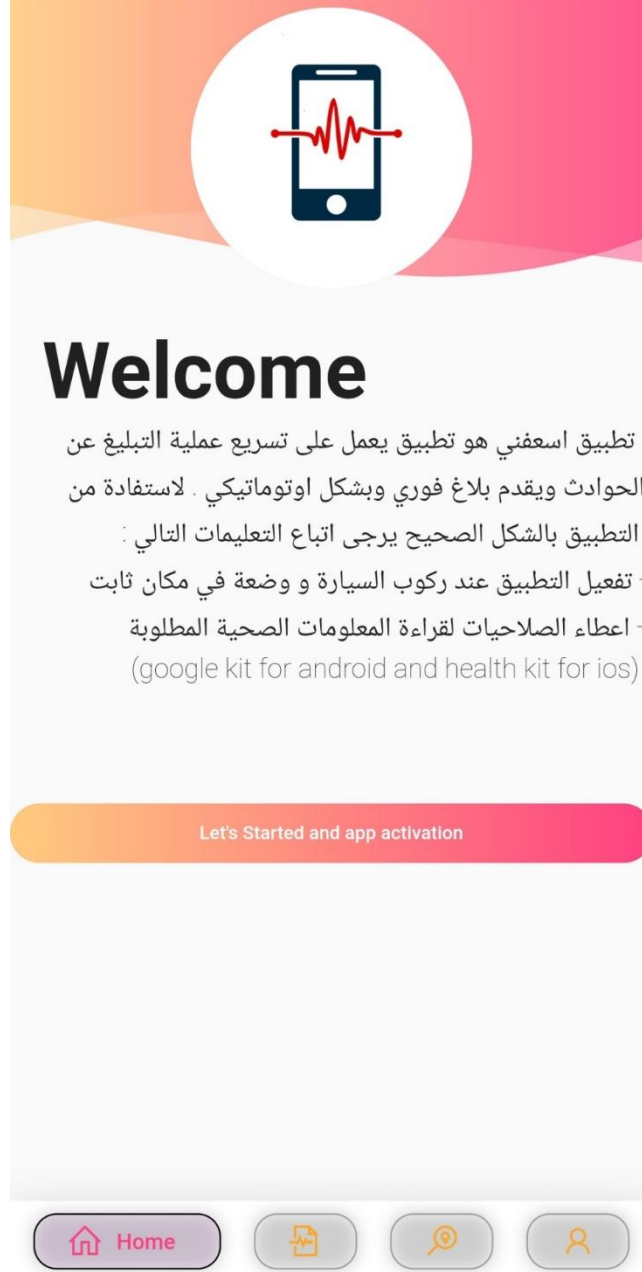 Welcome
تطبيق اسعفني هو تطبيق يعمل على تسريع عملية التبليغ عن
الحوادث ويقدم بلاغ فوري وبشكل اوتوماتيكي . لاستفادة من
التطبيق بالشكل الصحيح يرجى اتباع التعليمات التالي :
- تفعيل التطبيق عند ركوب السيارة و وضعة في مكان ثابت
- اعطاء الصلاحيات لقراءة المعلومات الصحية المطلوبة
(google kit for android and health kit for ios)
Let's Started and app activation
Home